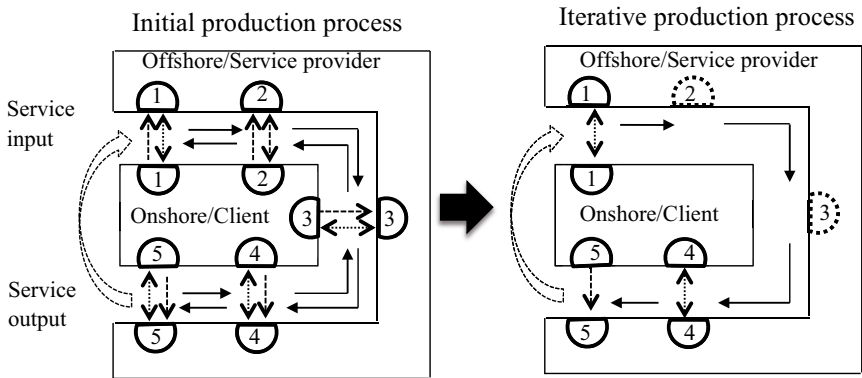 Initial production process
Offshore/Service provider
1
2
Service
input
1
2
Onshore/Client
3
3
5
4
Service
output
5
4
Iterative production process
Offshore/Service provider
1
2
1
Onshore/Client
3
5
4
5
4